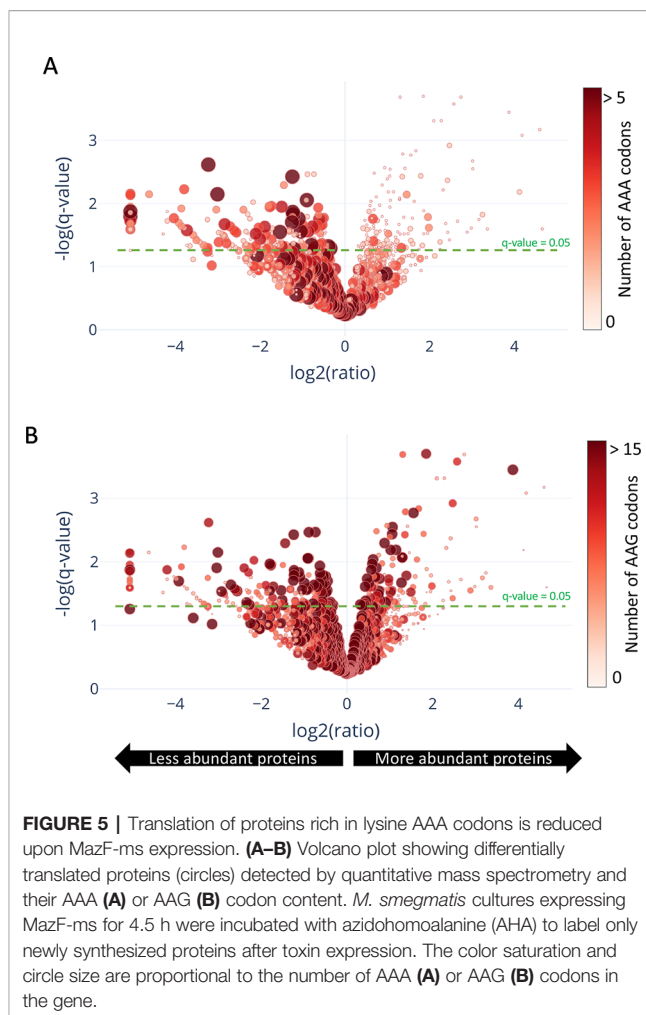 A
> 5
3
2
1
0
−4
−2
0
2
4
-log(q-value)
log2(ratio)
q-value = 0.05
Number of AAA codons
0
B
> 15
3
2
1
0
−4
−2
0
2
4
-log(q-value)
log2(ratio)
q-value = 0.05
Number of AAG codons
0
Less abundant proteins
More abundant proteins
FIGURE 5 | Translation of proteins rich in lysine AAA codons is reduced
upon MazF-ms expression. (A–B) Volcano plot showing differentially
translated proteins (circles) detected by quantitative mass spectrometry and
their AAA (A) or AAG (B) codon content. M. smegmatis cultures expressing
MazF-ms for 4.5 h were incubated with azidohomoalanine (AHA) to label only
newly synthesized proteins after toxin expression. The color saturation and
circle size are proportional to the number of AAA (A) or AAG (B) codons in
the gene.